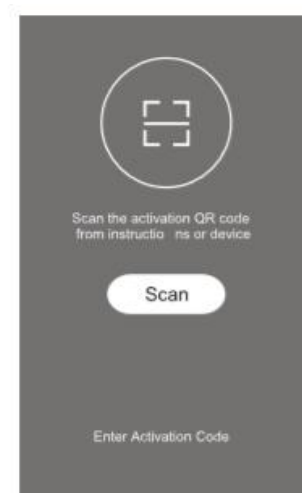 Scan the activation QR code
from instructio ns or device
Scan
Enter Activation Code